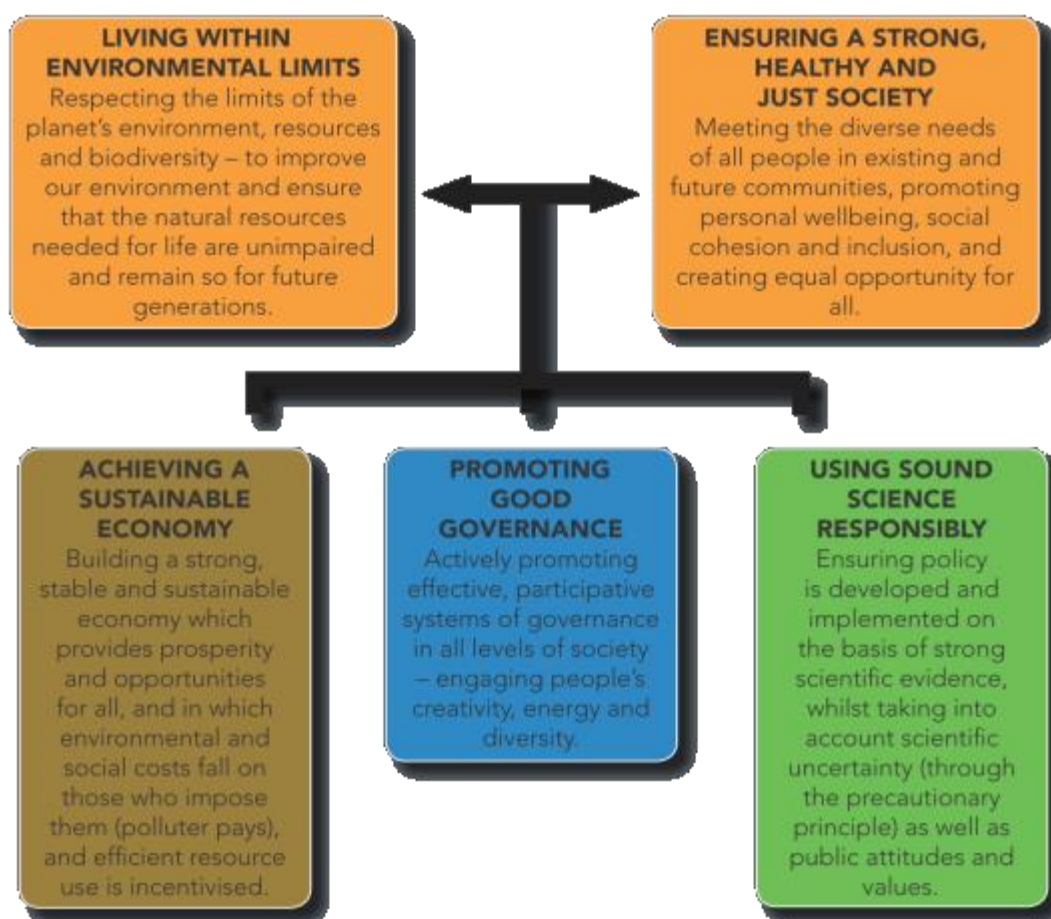 LIVING WITHIN
ENVIRONMENTAL LIMITS
Respecting the limits of the
planet's environment, resources
and biodiversity – to improve
our environment and ensure
that the natural resources
needed for life are unimpaired
and remain so for future
generations.
ENSURING A STRONG,
HEALTHY AND
JUST SOCIETY
Meeting the diverse needs
of all people in existing and
future communities, promoting
personal wellbeing, social
cohesion and inclusion, and
creating equal opportunity for
all.
ACHIEVING A
SUSTAINABLE
ECONOMY
Building a strong,
stable and sustainable
economy which
provides prosperity
and opportunities
for all, and in which
environmental and
social costs fall on
those who impose
them (polluter pays),
and efficient resource
use is incentivised.
PROMOTING
GOOD
GOVERNANCE
Actively promoting
effective, participative
systems of governance
in all levels of society
– engaging people's
creativity, energy and
diversity.
USING SOUND
SCIENCE
RESPONSIBLY
Ensuring policy
is developed and
implemented on
the basis of strong
scientific evidence,
whilst taking into
account scientific
uncertainty (through
the precautionary
principle) as well as
public attitudes and
values.